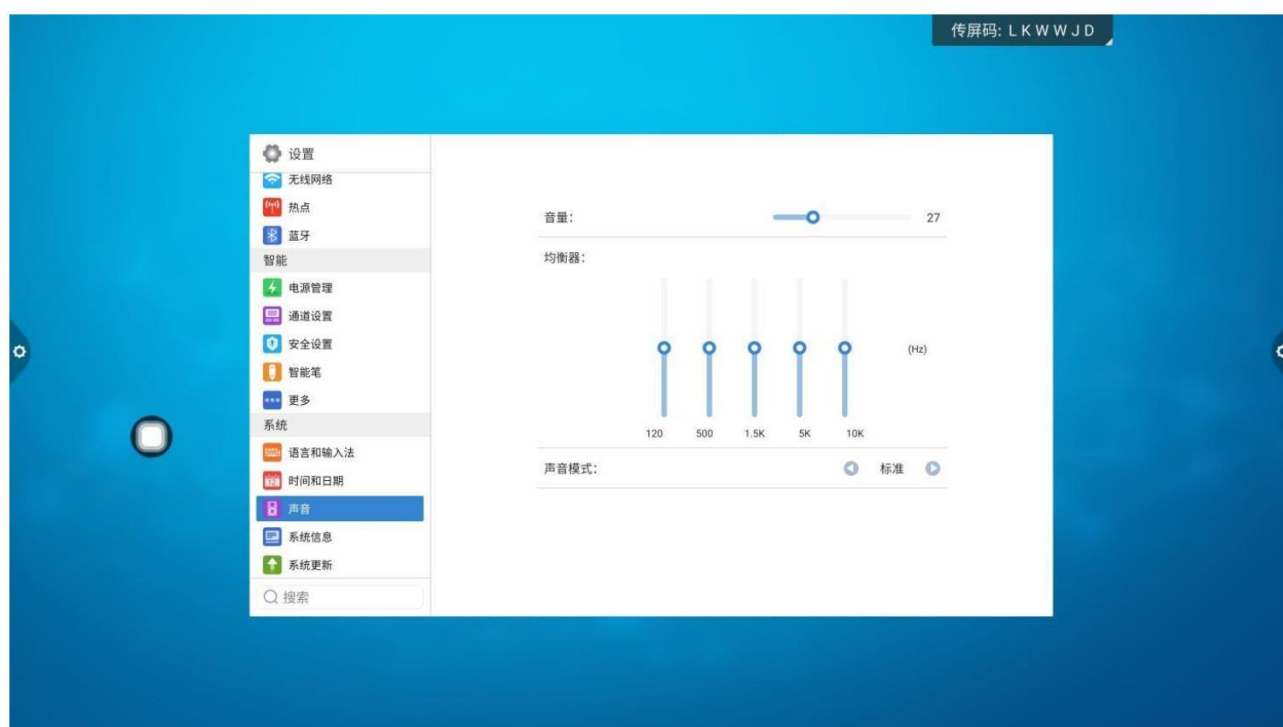 传屏码: LKWWJD
设置
无线网络
热点
蓝牙
智能
电源管理
通道设置
安全设置
智能笔
更多
系统
语言和输入法
时间和日期
声音
系统信息
系统更新
搜索
音量: 27
均衡器:
(Hz)
120 500 1.5K 5K 10K
声音模式: 标准